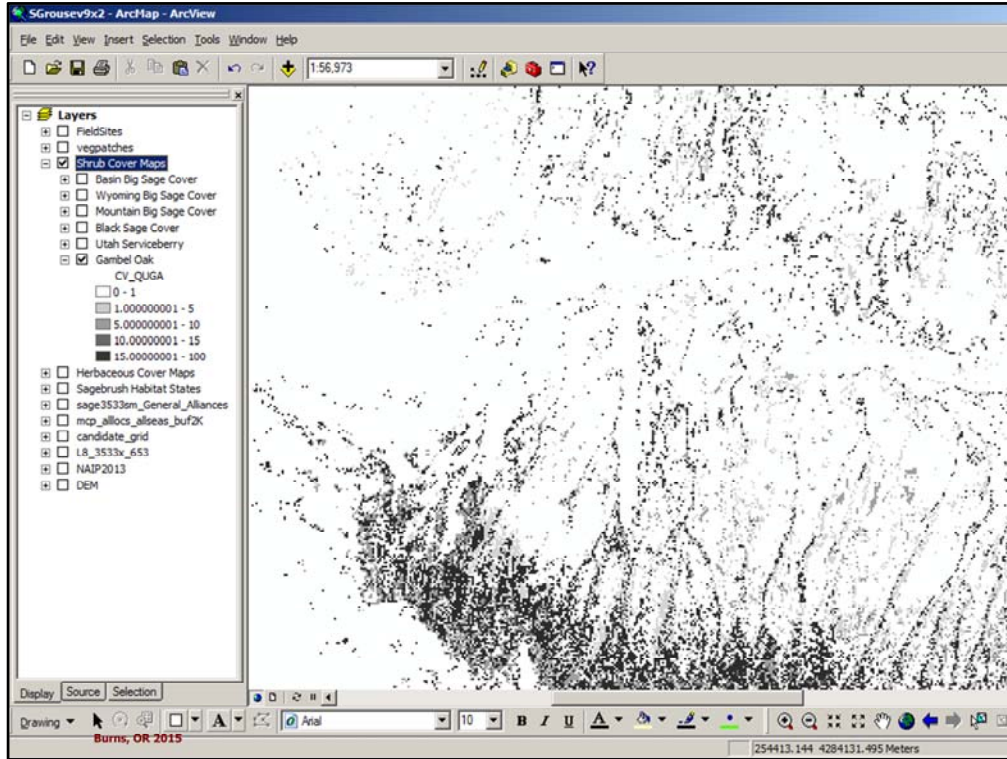 SGrousev9x2 - ArcMap - ArcView
File Edit View Insert Selection Tools Window Help
1:56,973
Layers
FieldSites
vegpatches
Shrub Cover Maps
Basin Big Sage Cover
Wyoming Big Sage Cover
Mountain Big Sage Cover
Black Sage Cover
Utah Serviceberry
Gambel Oak
CV_QUGA
0 - 1
1.000000001 - 5
5.000000001 - 10
10.00000001 - 15
15.00000001 - 100
Herbaceous Cover Maps
Sagebrush Habitat States
sage3533sm_General_Alliances
mcp_allocs_allseas_buf2K
candidate_grid
L8_3533x_653
NAIP2013
DEM
Display Source Selection
Drawing A Arial 10 B I U A
Burns, OR 2015
254413.144 4284131.495 Meters